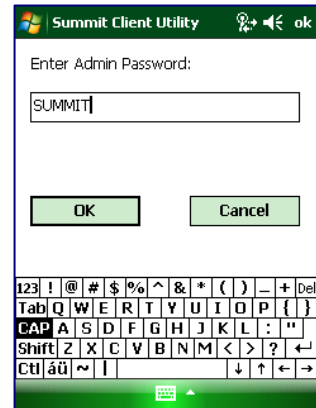 Summit Client Utility ok
Enter Admin Password:
SUMMIT
OK Cancel
123 ! @ # $ % ^ & * ( ) _ + Del
Tab Q W E R T Y U I O P { }
CAP A S D F G H J K L : "
Shift Z X C V B N M < > ? ↵
Ctl áü ~ | ↓ ↑ ← →